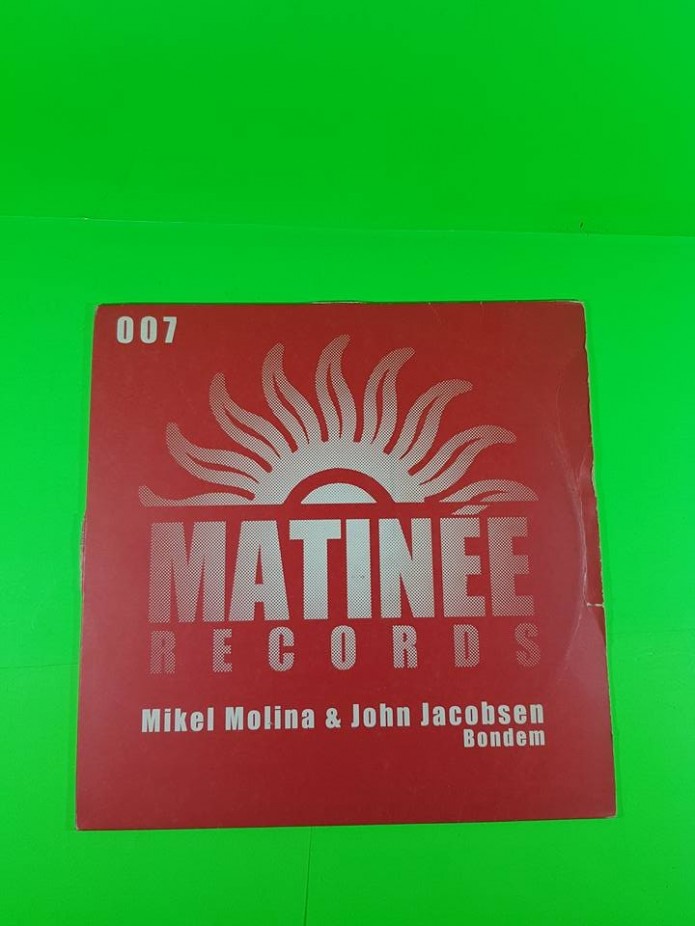 007
MATINÉE
RECORDS
Mikel Molina & John Jacobsen
Bondem